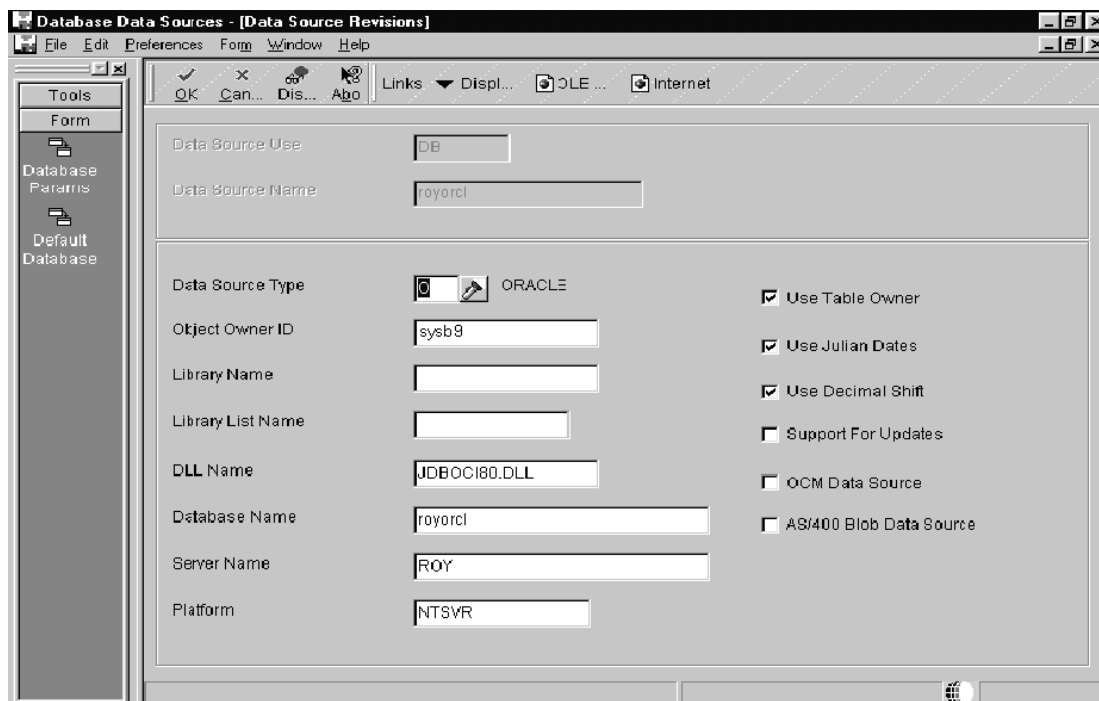 Database Data Sources - [Data Source Revisions]
File Edit Preferences Form Window Help
OK Can... Dis... Abo Links Displ... OLE ... Internet
Tools
Form
Database
Params
Default
Database
Data Source Use DB
Data Source Name royorcl
Data Source Type O ORACLE
Object Owner ID sysb9
Library Name
Library List Name
DLL Name JDBOCI80.DLL
Database Name royorcl
Server Name ROY
Platform NTSVR
Use Table Owner
Use Julian Dates
Use Decimal Shift
Support For Updates
OCM Data Source
AS/400 Blob Data Source